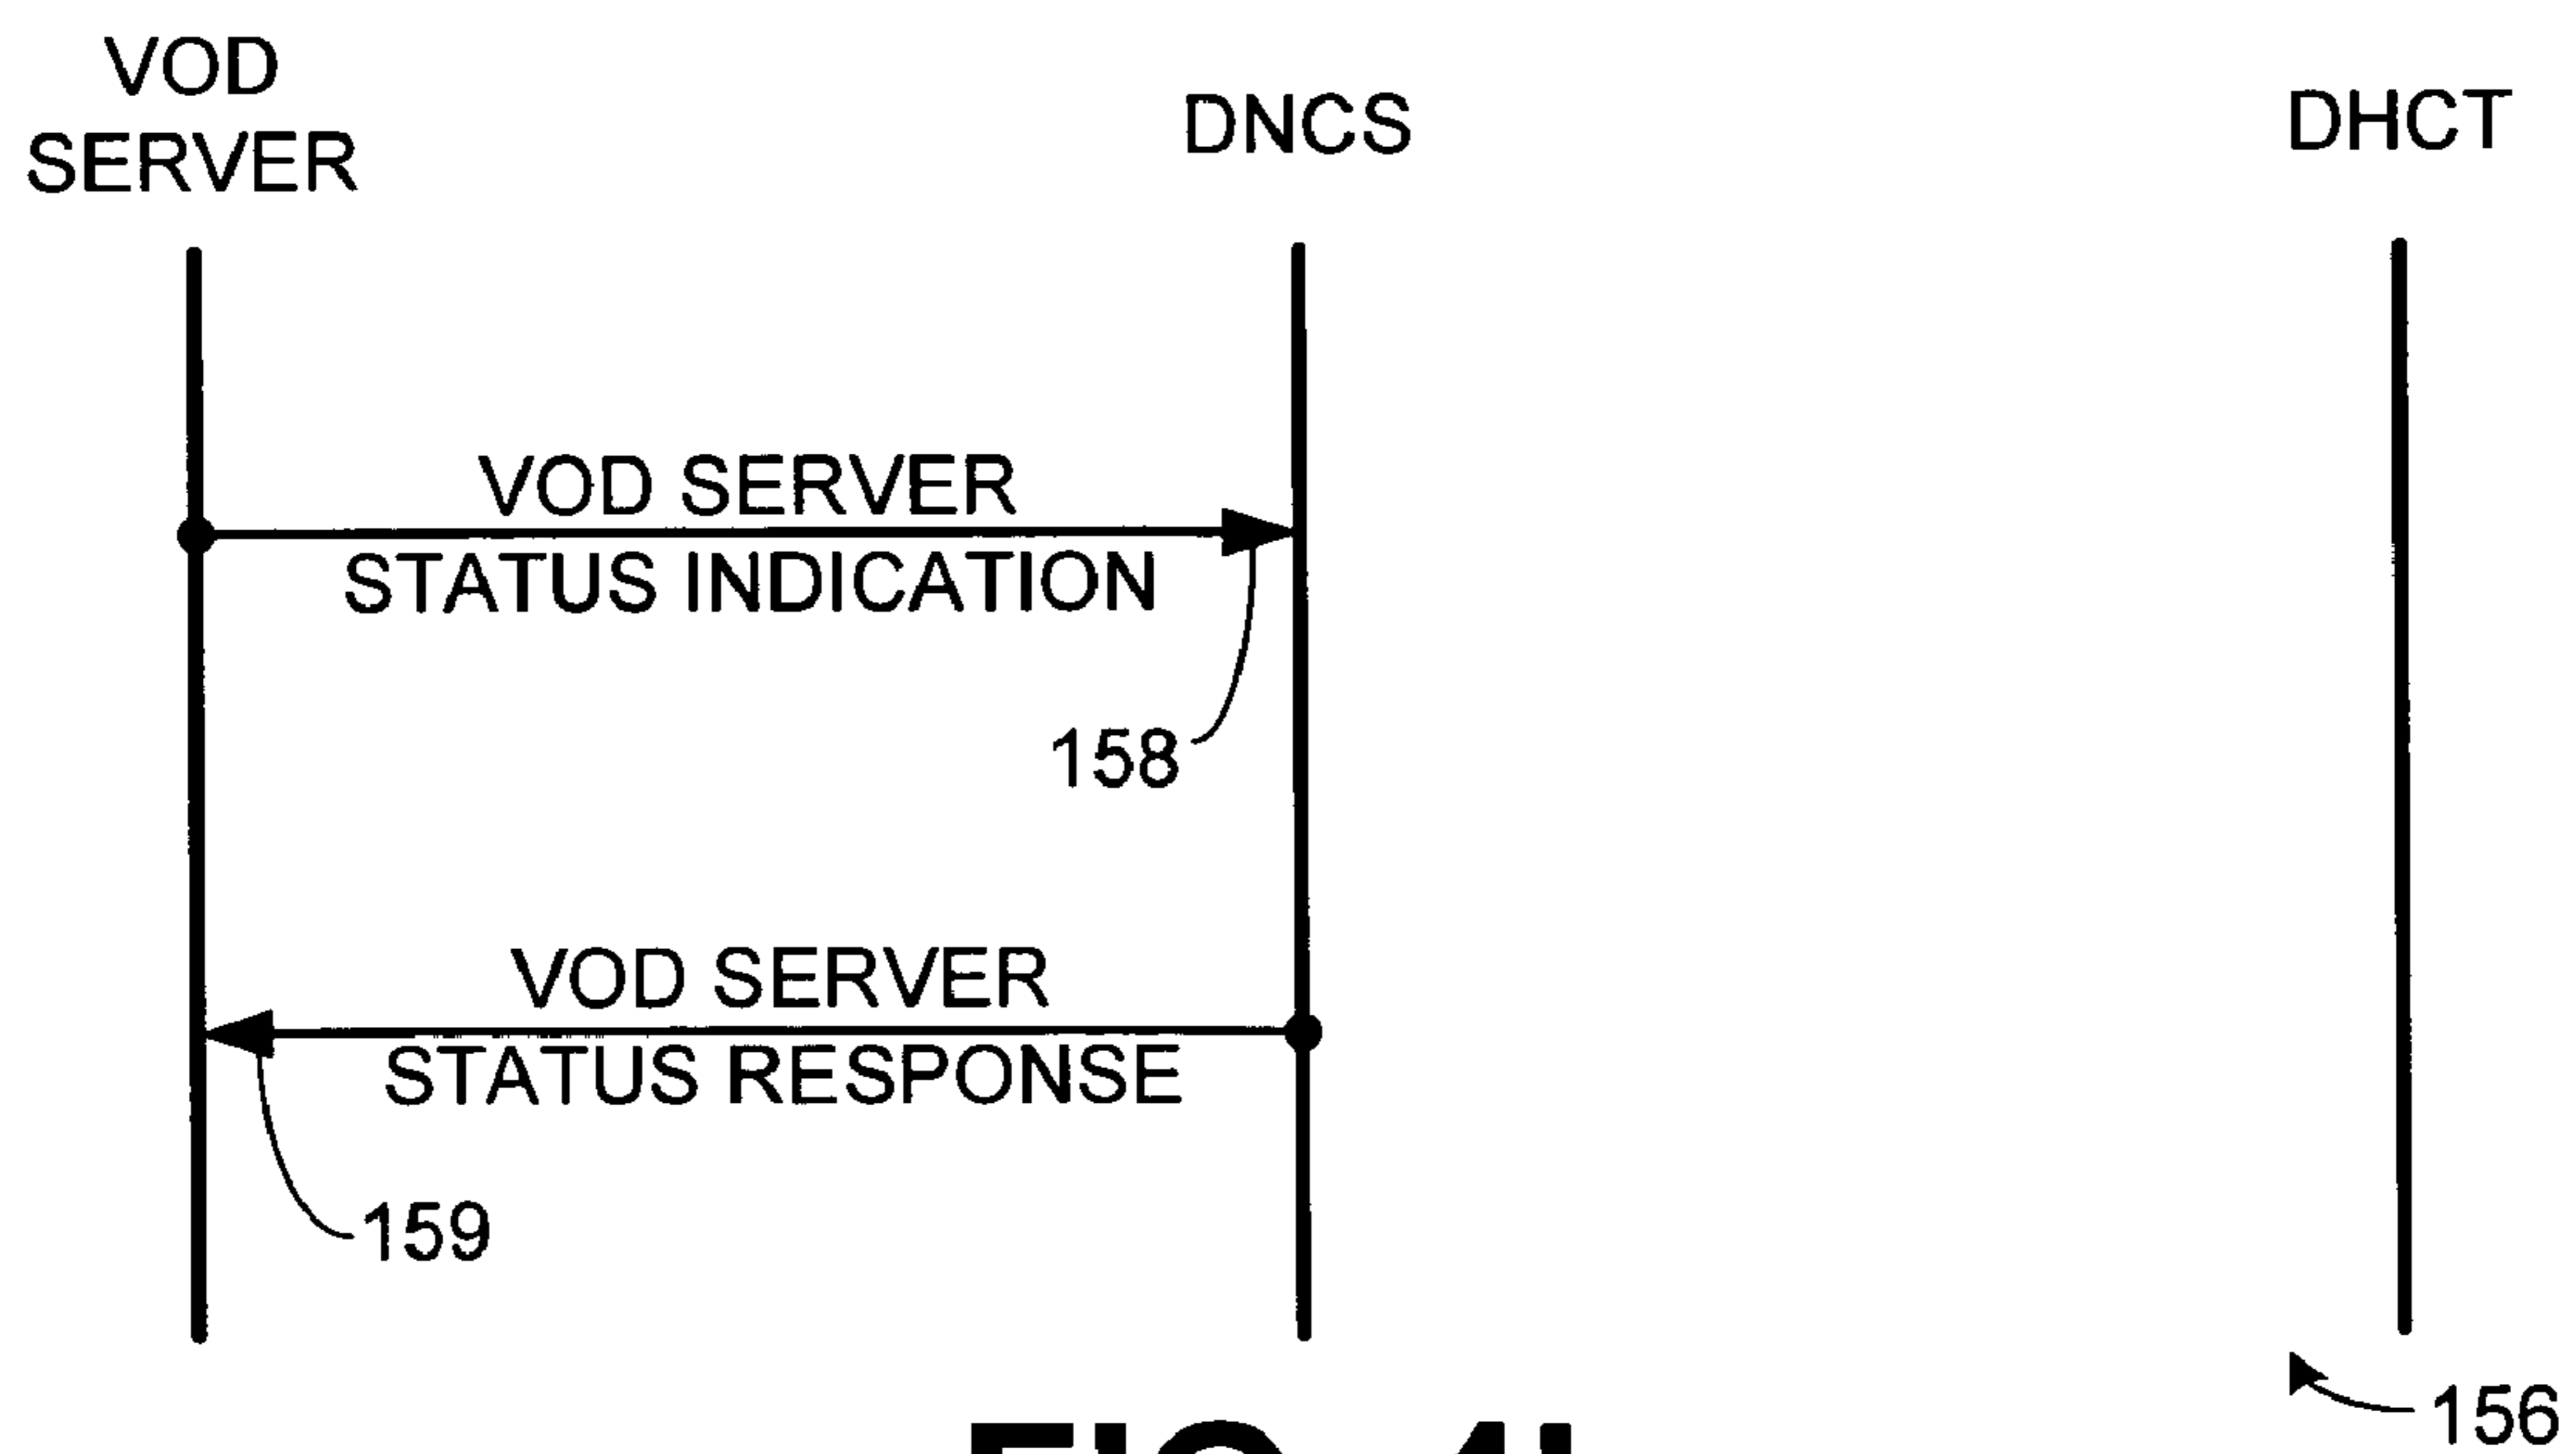 VOD
SERVER
DNCS
DHCT
VOD SERVER
STATUS INDICATION
158
VOD SERVER
STATUS RESPONSE
159
156